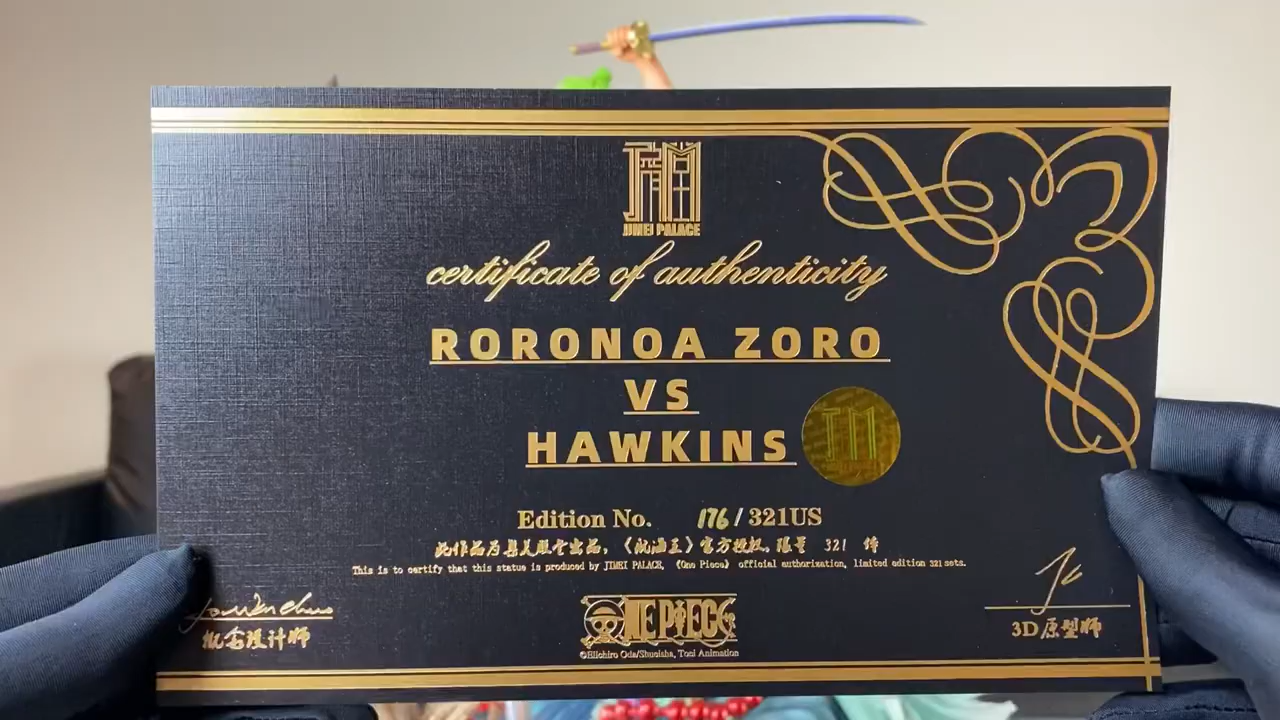 JIMEI PALACE
certificate of authenticity
RORONOA ZORO
VS
HAWKINS
JM
Edition No. 176 / 321US
此作品为集美殿堂出品，《航海王》官方授权，限量 321 体
This is to certify that this statue is produced by JIMEI PALACE, 《One Piece》 official authorization, limited edition 321 sets.
概念设计师
3D原型师
ONE PIECE
©Eiichiro Oda/Shueisha, Toei Animation